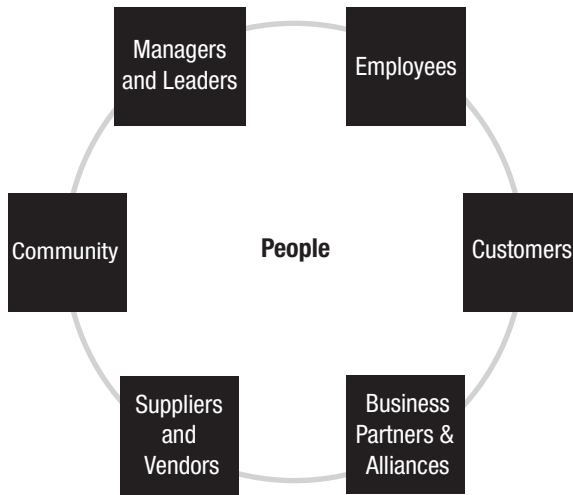 Managers
and Leaders
Employees
Community
People
Customers
Suppliers
and
Vendors
Business
Partners &
Alliances